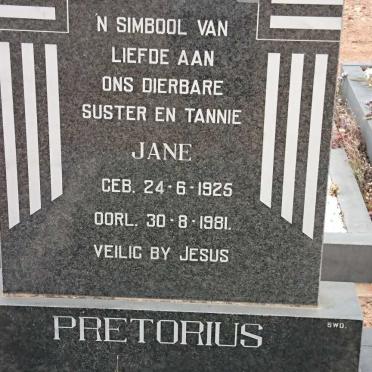 'N SIMBOOL VAN
LIEFDE AAN
ONS DIERBARE
SUSTER EN TANNIE
JANE
GEB. 24-6-1925
OORL. 30-8-1981.
VEILIG BY JESUS
PRETORIUS
SWD.